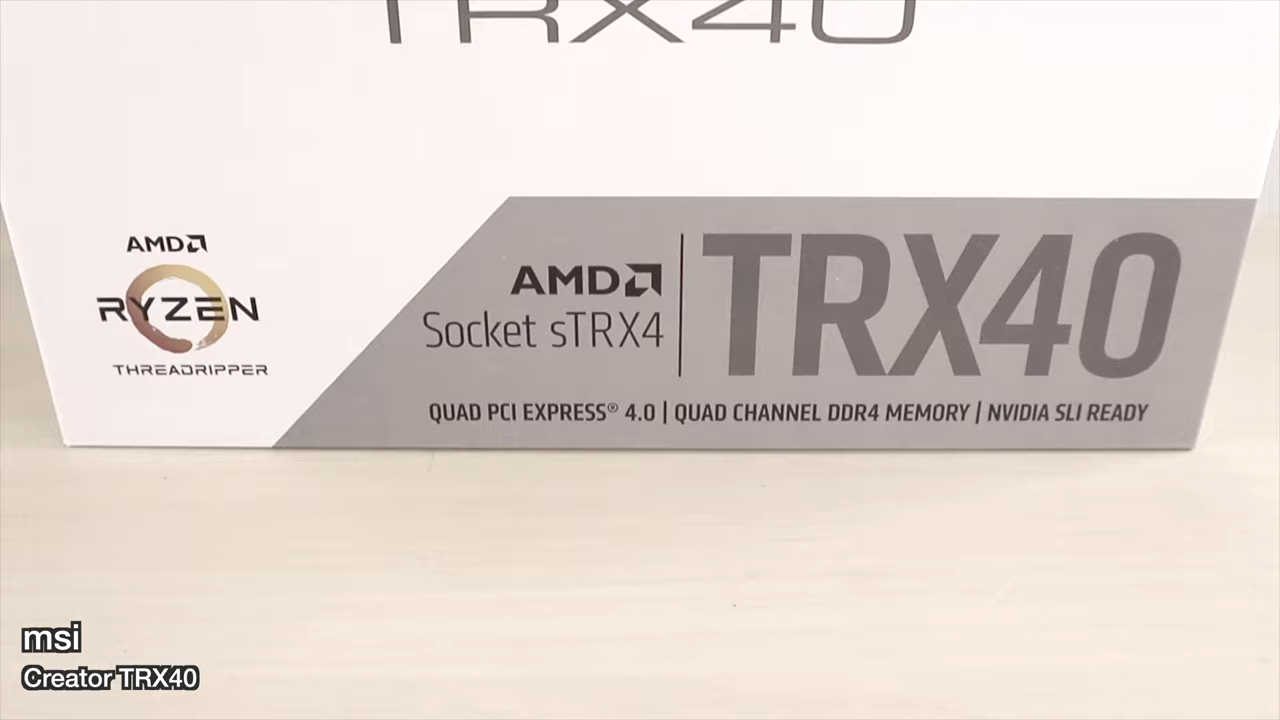 TRX40
AMD
RYZEN
THREADRIPPER
AMD
Socket sTRX4
TRX40
QUAD PCI EXPRESS® 4.0 | QUAD CHANNEL DDR4 MEMORY | NVIDIA SLI READY
msi
Creator TRX40